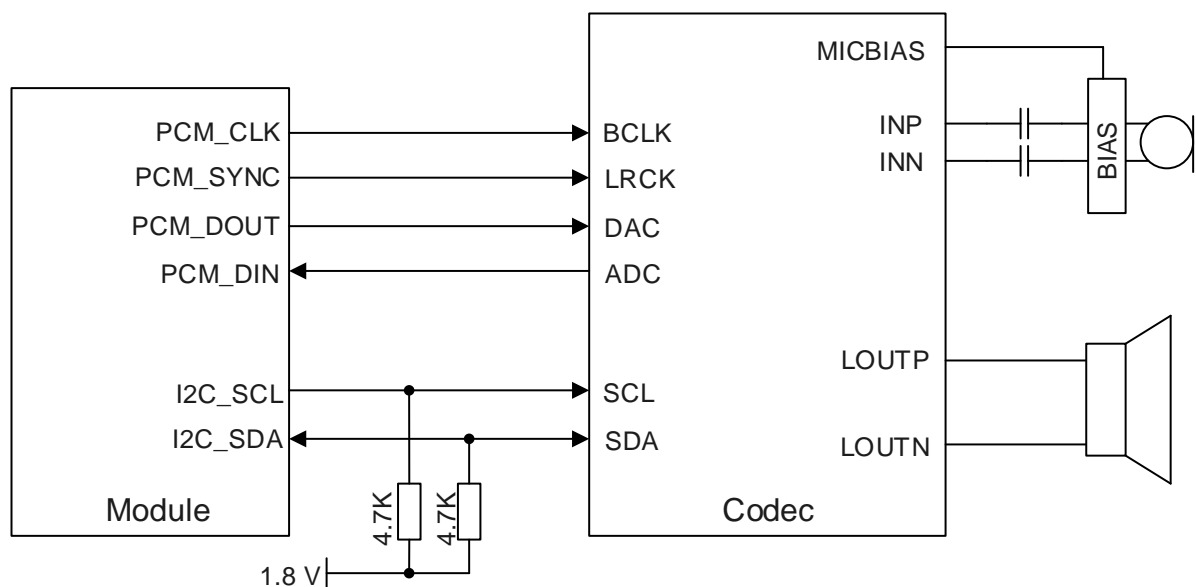 MICBIAS
PCM_CLK
BCLK
INP
PCM_SYNC
LRCK
INN
BIAS
PCM_DOUT
DAC
PCM_DIN
ADC
LOUTP
I2C_SCL
SCL
I2C_SDA
SDA
LOUTN
Module
4.7K
4.7K
Codec
1.8 V